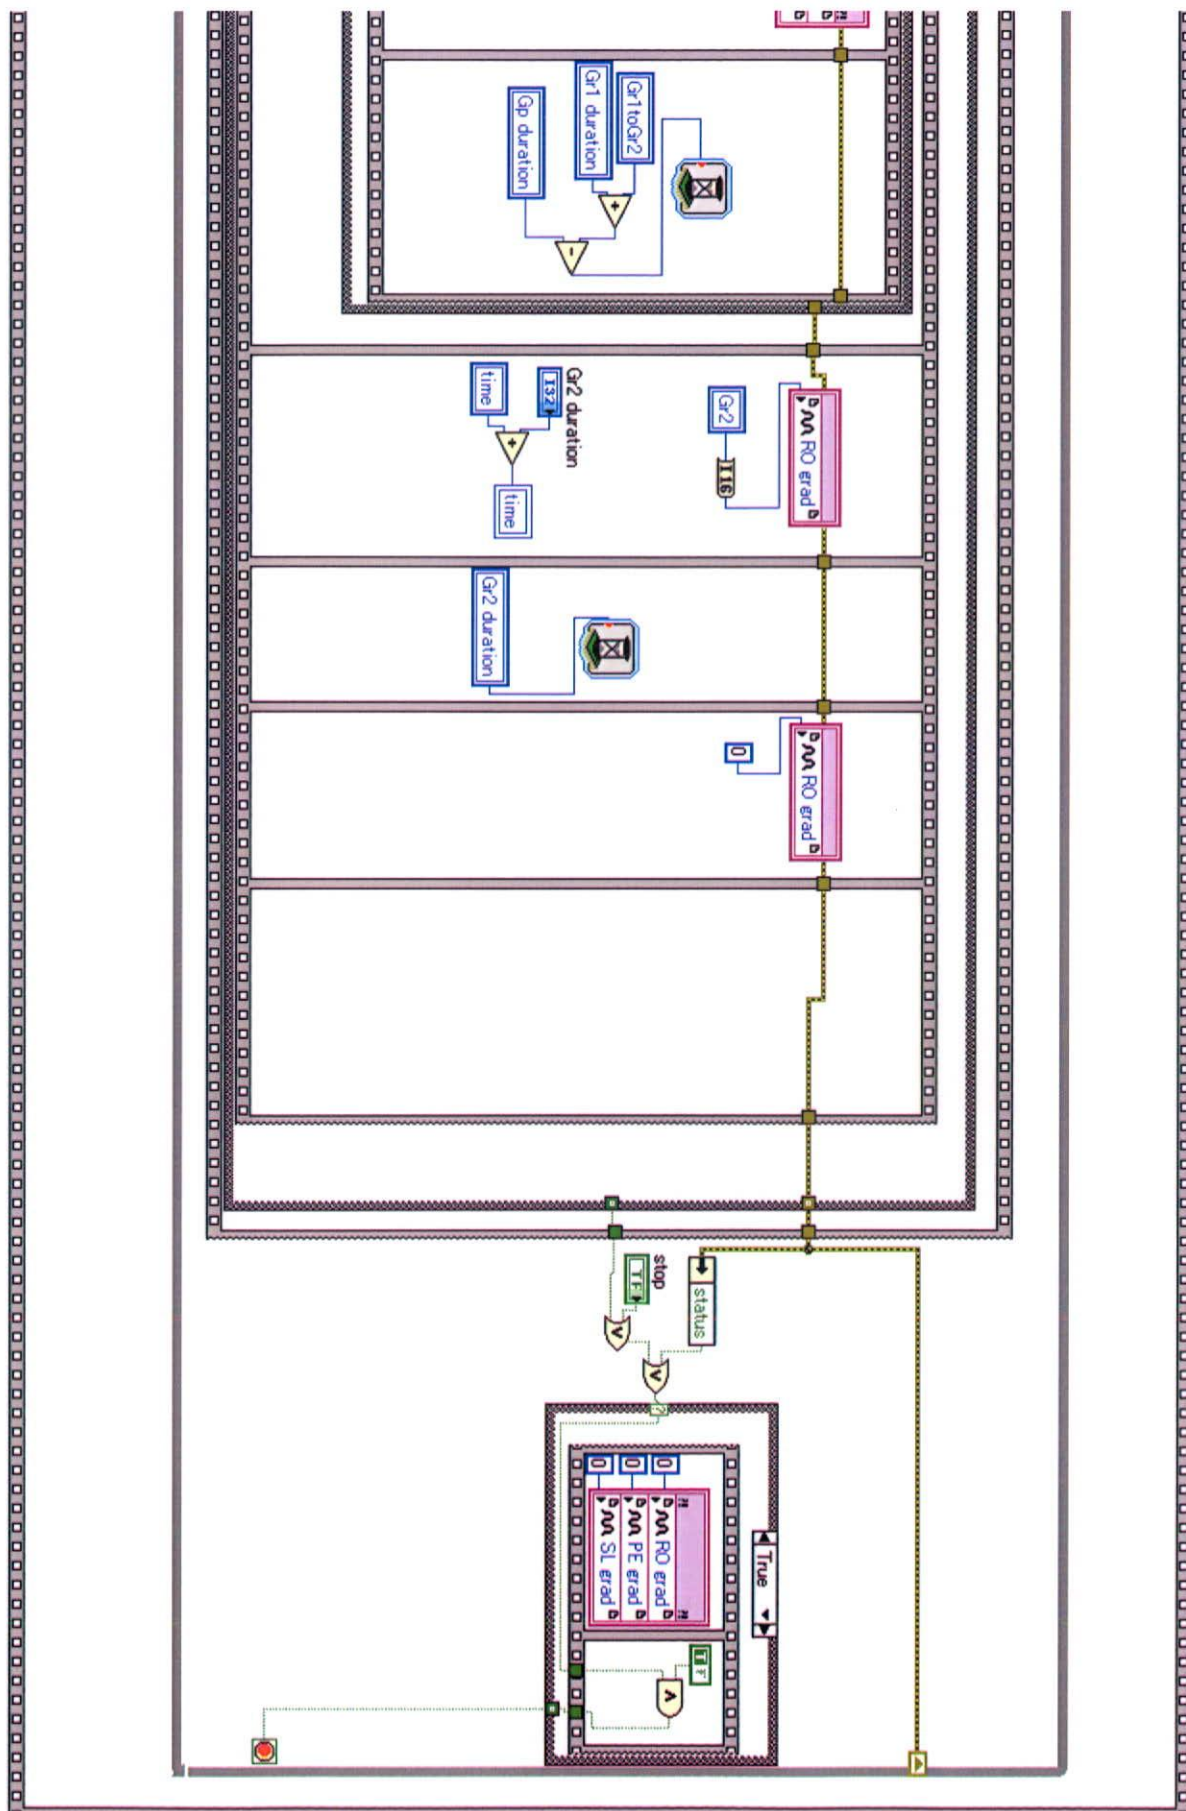 Gr1toGr2
Gr1 duration
Gp duration
+
-
RO grad
Gr2
I16
Gr2 duration
I32
time
+
time
Gr2 duration
RO grad
0
status
stop
TF
V
V
?
True
0
0
0
?!
?!
RO grad
PE grad
SL grad
TF
Λ